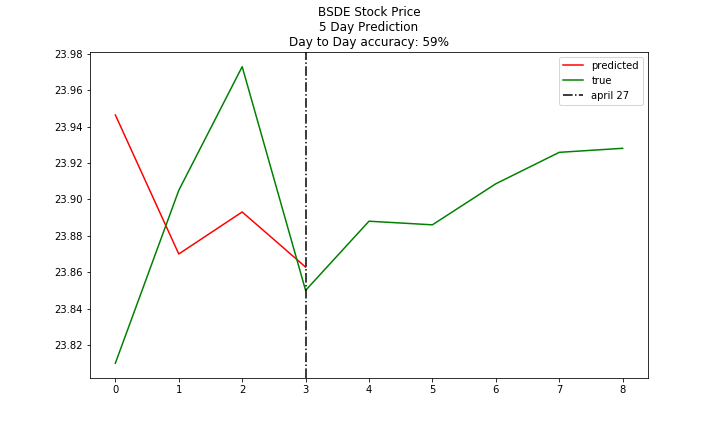 BSDE Stock Price
5 Day Prediction
Day to Day accuracy: 59%
predicted
true
april 27
23.98
23.96
23.94
23.92
23.90
23.88
23.86
23.84
23.82
0 1 2 3 4 5 6 7 8